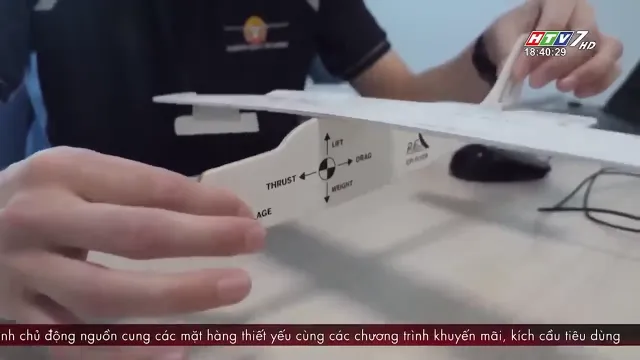 HTV7 HD
18:40:29
LIFT
DRAG
THRUST
WEIGHT
AGE
nh chủ động nguồn cung các mặt hàng thiết yếu cùng các chương trình khuyến mãi, kích cầu tiêu dùng